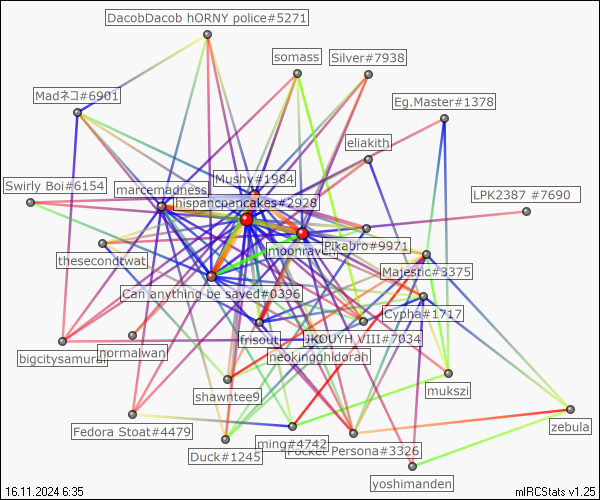 DacobDacob hORNY police#5271
somass
Silver#7938
Madネコ#6901
Eg.Master#1378
eliakith
Mushy#1984
Swirly Boi#6154
marcemadness
LPK2387 #7690
hispanicpancakes#2928
Pikabro#9971
moonraven
thesecondtwat
Majestic#3375
Can anything be saved#0396
Cypha#1717
frisout
JKOUYH VIII#7034
bigcitysamurai
normalwan
neokingghidorah
shawntee9
mukszi
zebula
Fedora Stoat#4479
ming#4742
Pocket Persona#3326
Duck#1245
yoshimanden
16.11.2024 6:35
mIRCStats v1.25